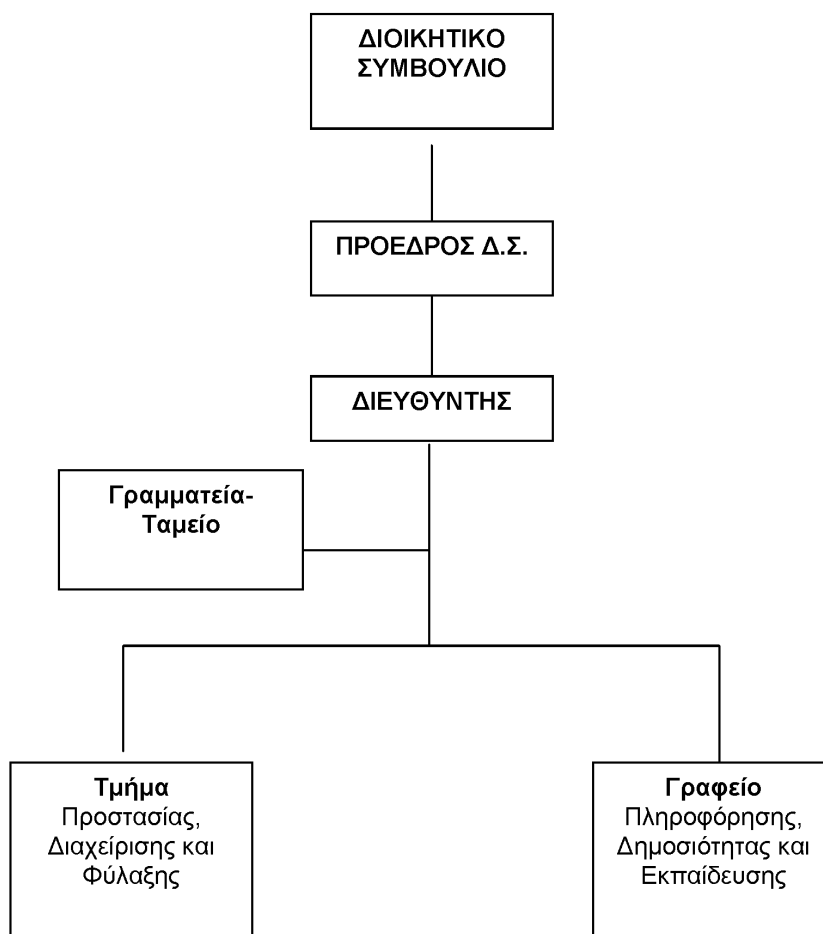 ΔΙΟΙΚΗΤΙΚΟ
ΣΥΜΒΟΥΛΙΟ
ΠΡΟΕΔΡΟΣ Δ.Σ.
ΔΙΕΥΘΥΝΤΗΣ
Γραμματεία-
Ταμείο
Τμήμα
Προστασίας,
Διαχείρισης και
Φύλαξης
Γραφείο
Πληροφόρησης,
Δημοσιότητας και
Εκπαίδευσης